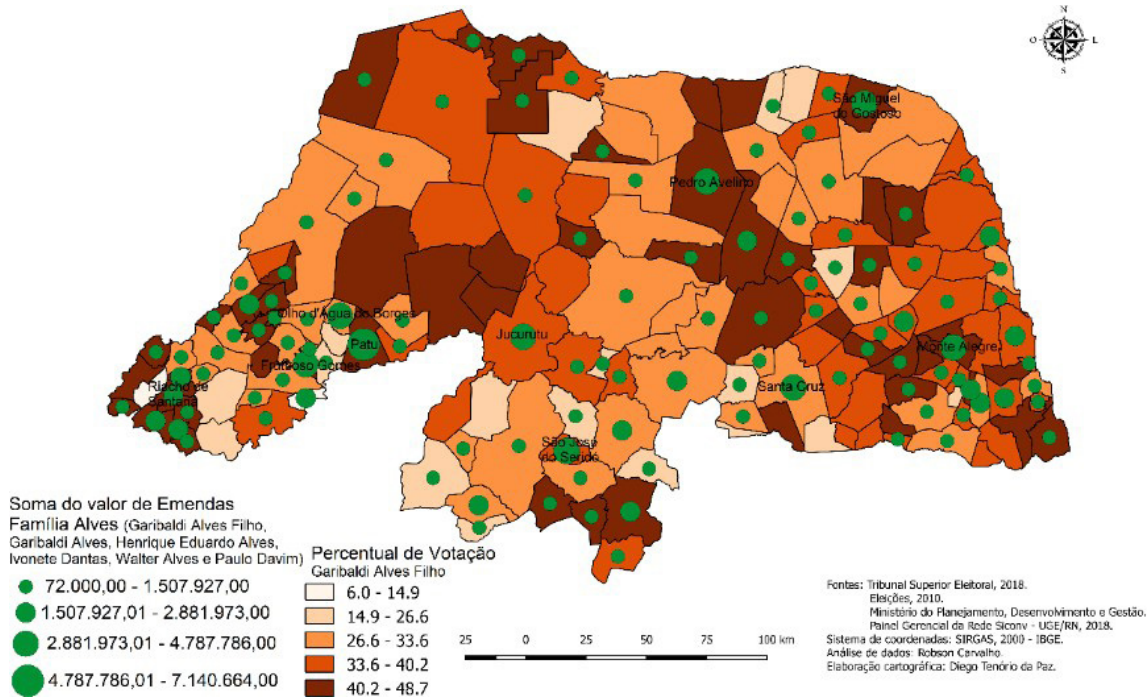 N
O
L
S
São Miguel
do Gostoso
Pedro Avelino
Olho d'Água do Borges
Patu
Frutuoso Gomes
Riacho de
Santana
Jucurutu
Monte Alegre
Santa Cruz
São José
do Seridó
Soma do valor de Emendas
Família Alves (Garibaldi Alves Filho,
Garibaldi Alves, Henrique Eduardo Alves,
Ivonete Dantas, Walter Alves e Paulo Davim)
72.000,00 - 1.507.927,00
1.507.927,01 - 2.881.973,00
2.881.973,01 - 4.787.786,00
4.787.786,01 - 7.140.664,00
Percentual de Votação
Garibaldi Alves Filho
6.0 - 14.9
14.9 - 26.6
26.6 - 33.6
33.6 - 40.2
40.2 - 48.7
25 0 25 50 75 100 km
Fontes: Tribunal Superior Eleitoral, 2018.
Eleições, 2010.
Ministério do Planejamento, Desenvolvimento e Gestão.
Painel Gerencial da Rede Siconv - UGE/RN, 2018.
Sistema de coordenadas: SIRGAS, 2000 - IBGE.
Análise de dados: Robson Carvalho.
Elaboração cartográfica: Diego Tenório da Paz.